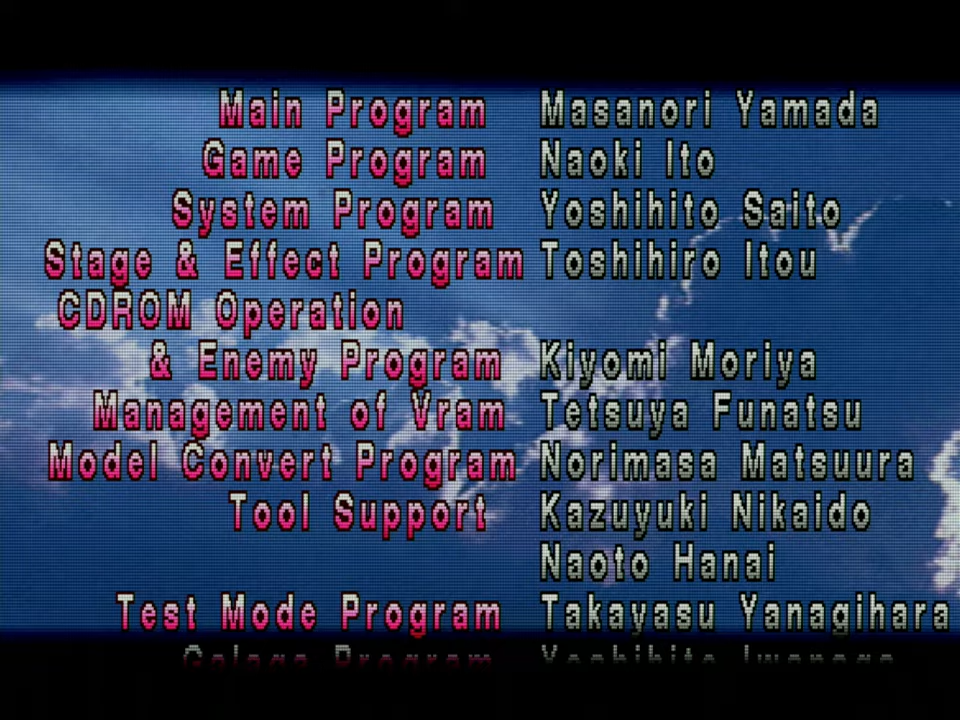 Main Program Masanori Yamada
Game Program Naoki Ito
System Program Yoshihito Saito
Stage & Effect Program Toshihiro Itou
CDROM Operation
& Enemy Program Kiyomi Moriya
Management of Vram Tetsuya Funatsu
Model Convert Program Norimasa Matsuura
Tool Support Kazuyuki Nikaido
Naoto Hanai
Test Mode Program Takayasu Yanagihara
Program Yoshihito